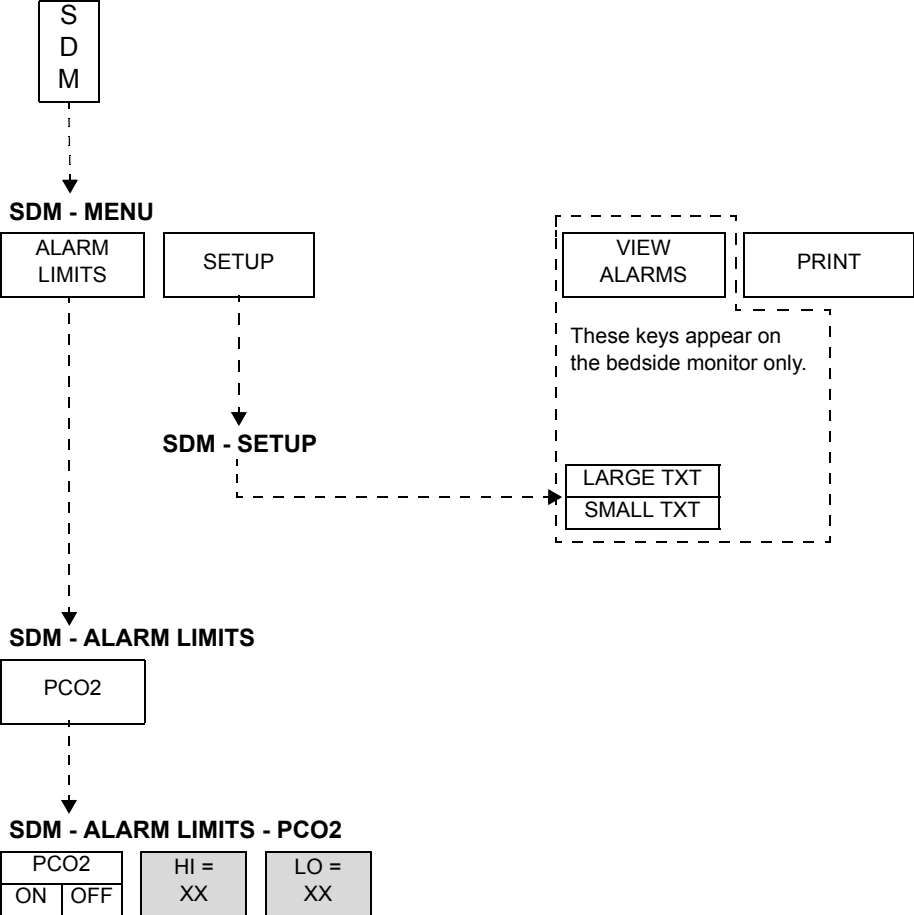 S
D
M
SDM - MENU
ALARM
LIMITS
SETUP
VIEW
ALARMS
PRINT
These keys appear on
the bedside monitor only.
SDM - SETUP
LARGE TXT
SMALL TXT
SDM - ALARM LIMITS
PCO2
SDM - ALARM LIMITS - PCO2
PCO2
ON OFF
HI =
XX
LO =
XX